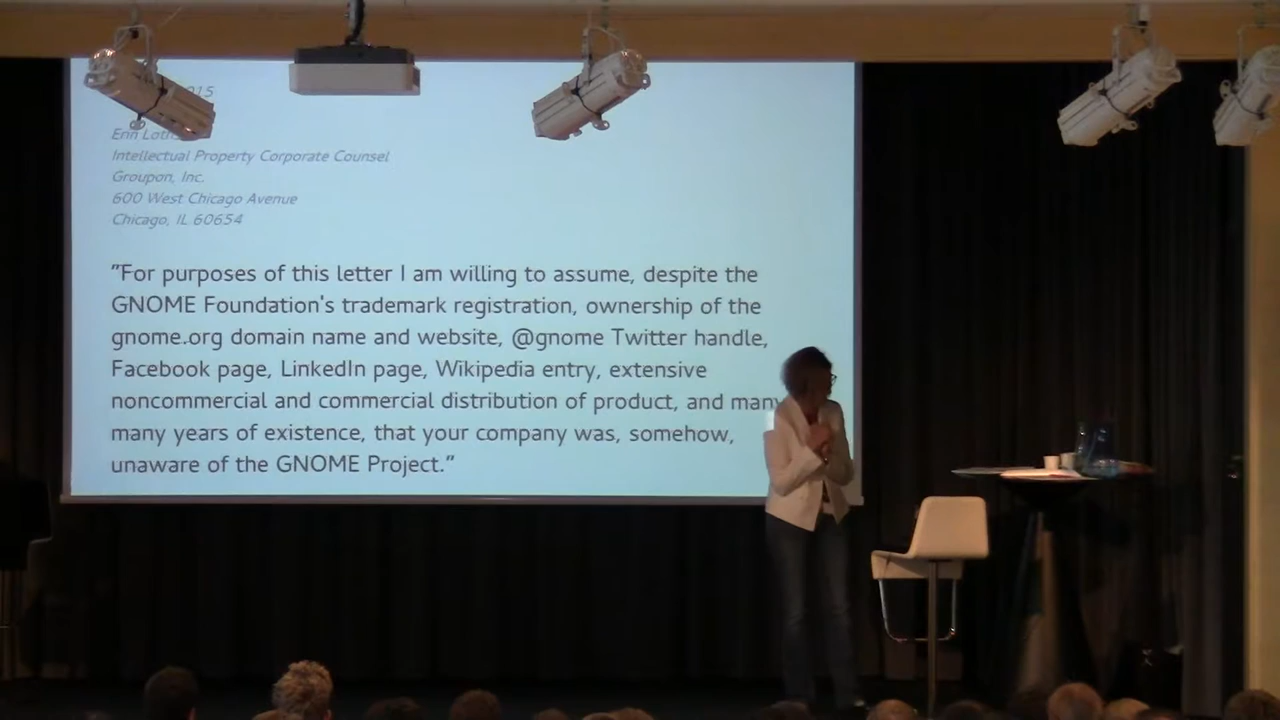 015
Erin
Intellectual Property Corporate Counsel
Groupon, Inc.
600 West Chicago Avenue
Chicago, IL 60654
"For purposes of this letter I am willing to assume, despite the
GNOME Foundation's trademark registration, ownership of the
gnome.org domain name and website, @gnome Twitter handle,
Facebook page, LinkedIn page, Wikipedia entry, extensive
noncommercial and commercial distribution of product, and many
many years of existence, that your company was, somehow,
unaware of the GNOME Project."